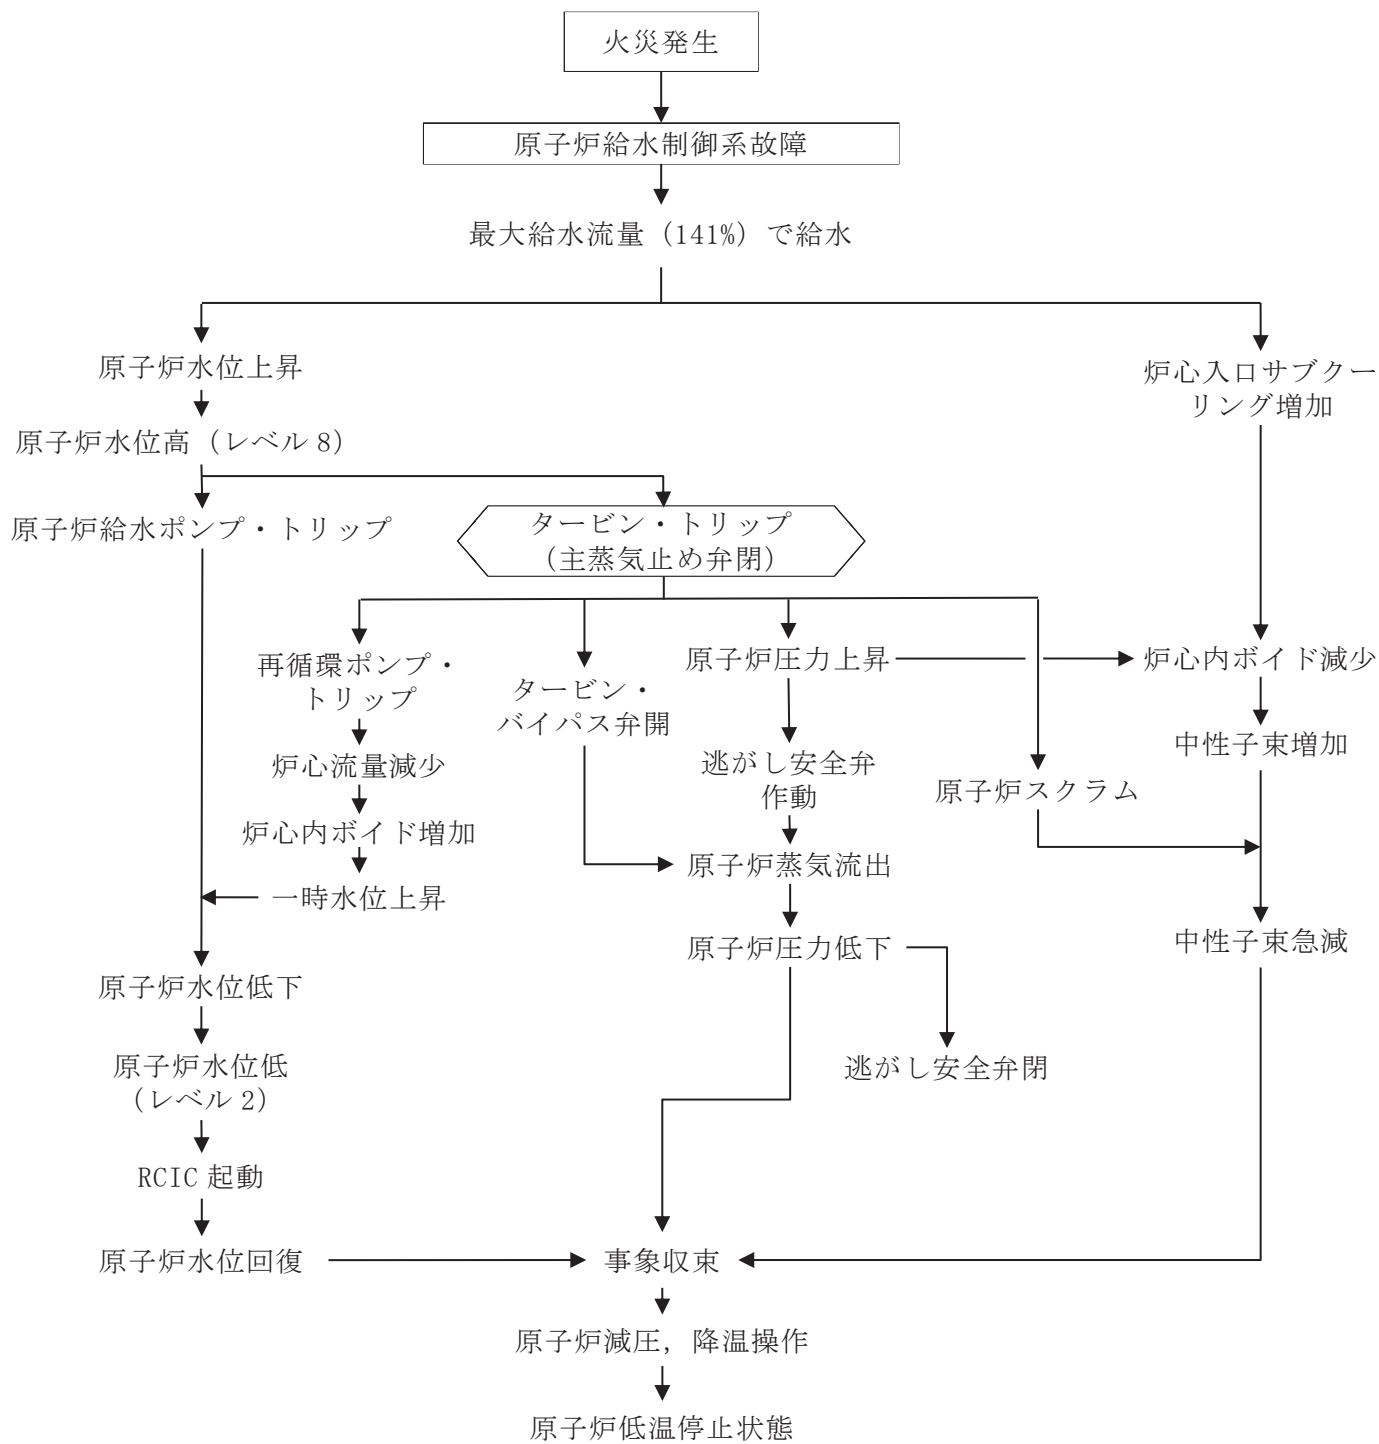 火災発生
原子炉給水制御系故障
最大給水流量（141%）で給水
原子炉水位上昇
炉心入口サブクー
リング増加
原子炉水位高（レベル 8）
原子炉給水ポンプ・トリップ
タービン・トリップ
（主蒸気止め弁閉）
再循環ポンプ・
トリップ
タービン・
バイパス弁開
原子炉圧力上昇
炉心内ボイド減少
中性子束増加
炉心流量減少
逃がし安全弁
作動
原子炉スクラム
炉心内ボイド増加
原子炉蒸気流出
一時水位上昇
原子炉圧力低下
中性子束急減
原子炉水位低下
原子炉水位低
（レベル 2）
逃がし安全弁閉
RCIC 起動
原子炉水位回復
事象収束
原子炉減圧，降温操作
原子炉低温停止状態